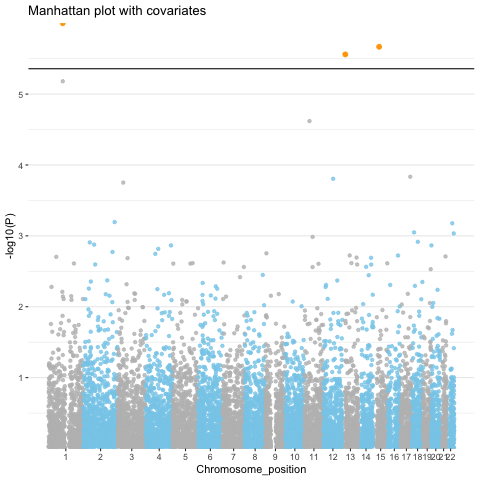 Manhattan plot with covariates
-log10(P)
5
4
3
2
1
1 2 3 4 5 6 7 8 9 10 11 12 13 14 15 16 17 18 19 20 21 22
Chromosome_position